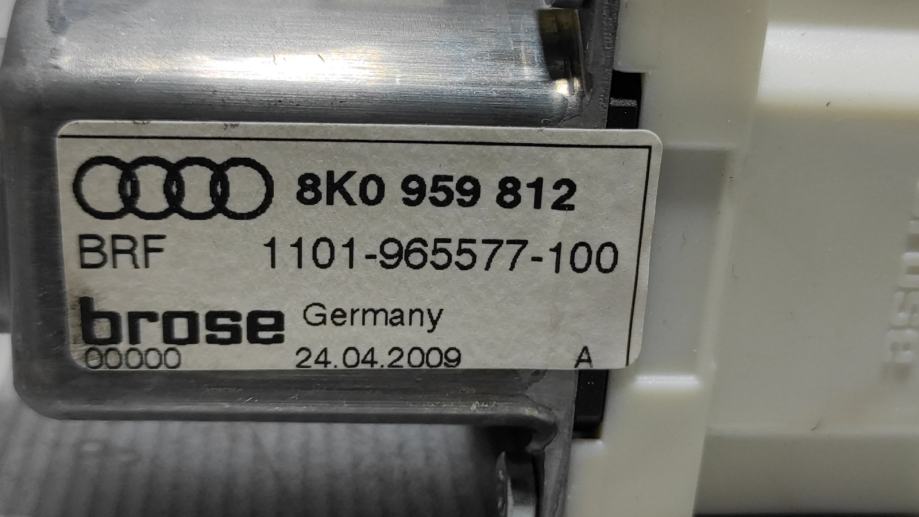 8K0 959 812
BRF 1101-965577-100
brose Germany
00000 24.04.2009 A